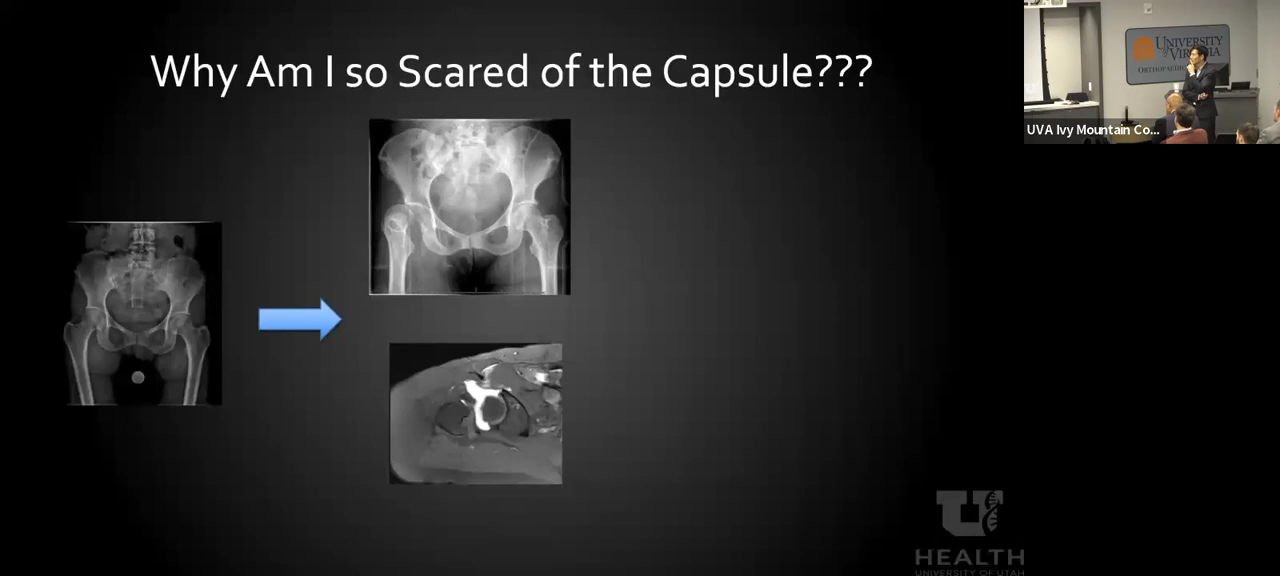 Why Am I so Scared of the Capsule???
UNIVERSITY
of VIRGINIA
UVA Ivy Mountain Co...
U
HEALTH
UNIVERSITY OF UTAH